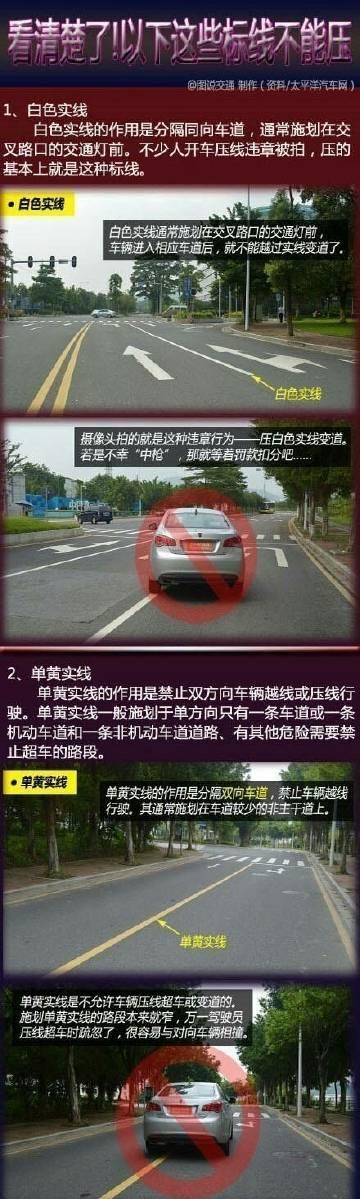 看清楚了!以下这些标线不能压
@图说交通 制作(资料/太平洋汽车网)
1、白色实线
白色实线的作用是分隔同向车道，通常施划在交
叉路口的交通灯前。不少人开车压线违章被拍，压的
基本上就是这种标线。
• 白色实线
白色实线通常施划在交叉路口的交通灯前，
车辆进入相应车道后，就不能越过实线变道了。
白色实线
摄像头拍的就是这种违章行为——压白色实线变道。
若是不幸“中枪”，那就等着罚款扣分吧......
2、单黄实线
单黄实线的作用是禁止双方向车辆越线或压线行
驶。单黄实线一般施划于单方向只有一条车道或一条
机动车道和一条非机动车道道路、有其他危险需要禁
止超车的路段。
• 单黄实线
单黄实线的作用是分隔双向车道，禁止车辆越线
行驶。其通常施划在车道较少的非主干道上。
单黄实线
单黄实线是不允许车辆压线超车或变道的。
施划单黄实线的路段本来就窄，万一驾驶员
压线超车时疏忽了，很容易与对向车辆相撞。